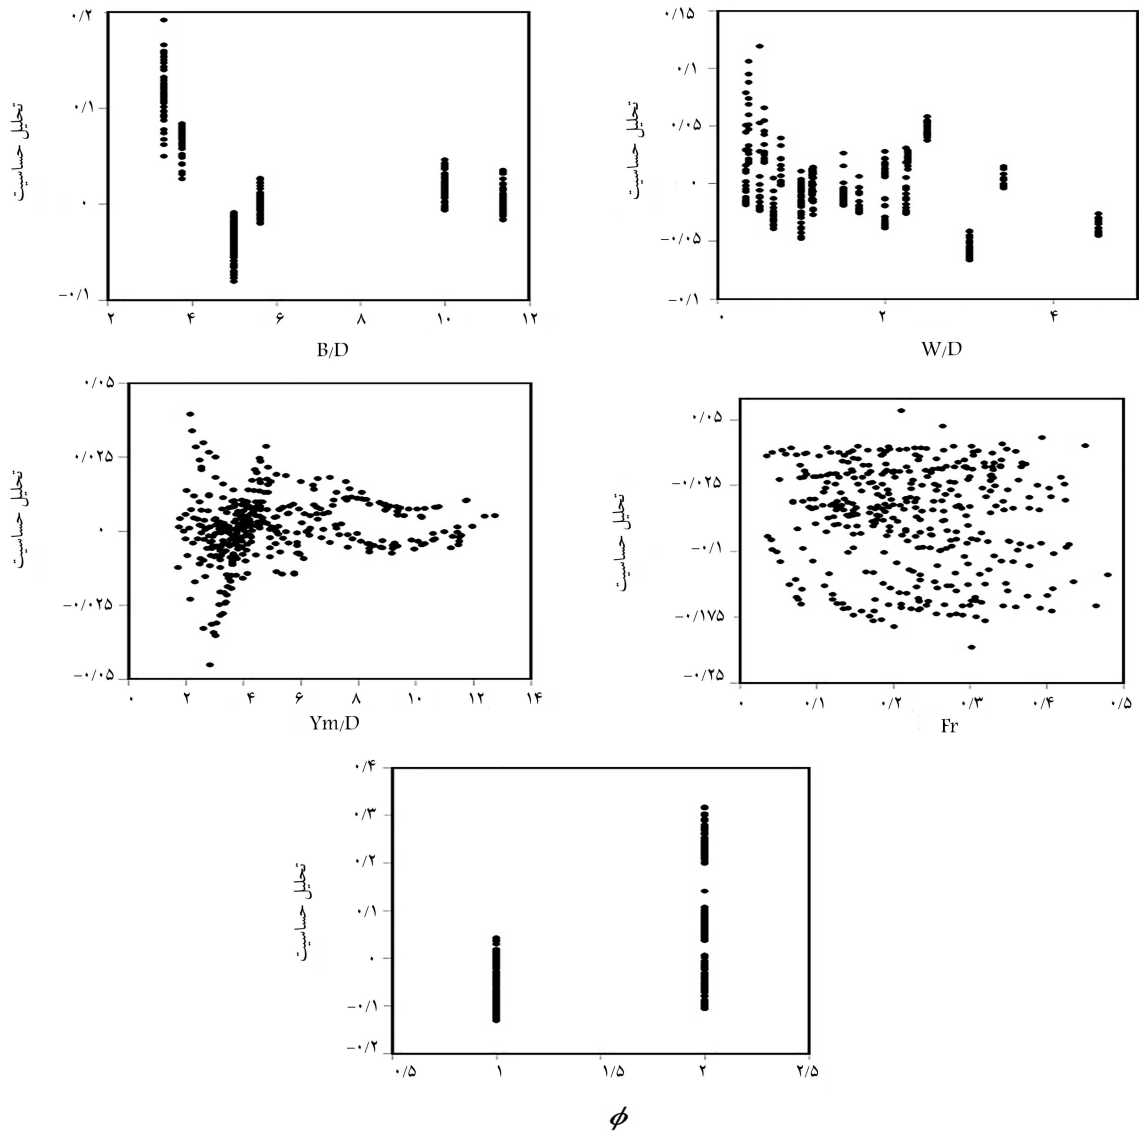 ۰/۲
۰/۱
۰
−۰/۱
تحلیل حساسیت
۲ ۴ ۶ ۸ ۱۰ ۱۲
B/D
۰/۱۵
۰/۱
۰/۰۵
۰
−۰/۰۵
−۰/۱
تحلیل حساسیت
۰ ۲ ۴
W/D
۰/۰۵
۰/۰۲۵
۰
−۰/۰۲۵
−۰/۰۵
تحلیل حساسیت
۰ ۲ ۴ ۶ ۸ ۱۰ ۱۲ ۱۴
Ym/D
۰/۰۵
−۰/۰۲۵
−۰/۱
−۰/۱۷۵
−۰/۲۵
تحلیل حساسیت
۰ ۰/۱ ۰/۲ ۰/۳ ۰/۴ ۰/۵
Fr
۰/۴
۰/۳
۰/۲
۰/۱
۰
−۰/۱
−۰/۲
تحلیل حساسیت
۰/۵ ۱ ۱/۵ ۲ ۲/۵
ϕ